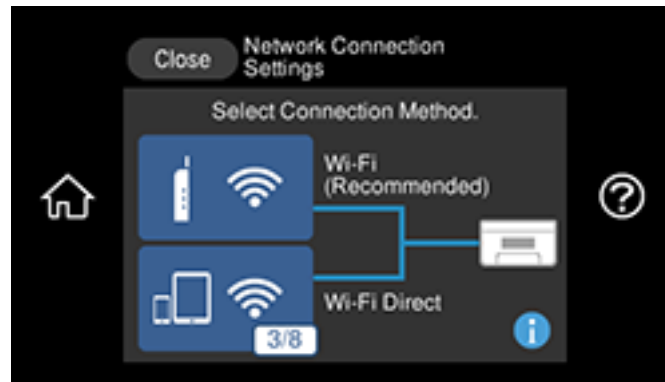 Close
Network Connection
Settings
Select Connection Method.
Wi-Fi
(Recommended)
Wi-Fi Direct
3/8